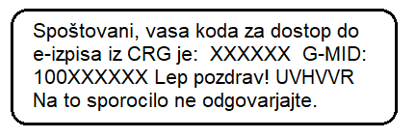 Spoštovani, vasa koda za dostop do
e-izpisa iz CRG je: XXXXXX G-MID:
100XXXXXX Lep pozdrav! UVHVVR
Na to sporocilo ne odgovarjajte.